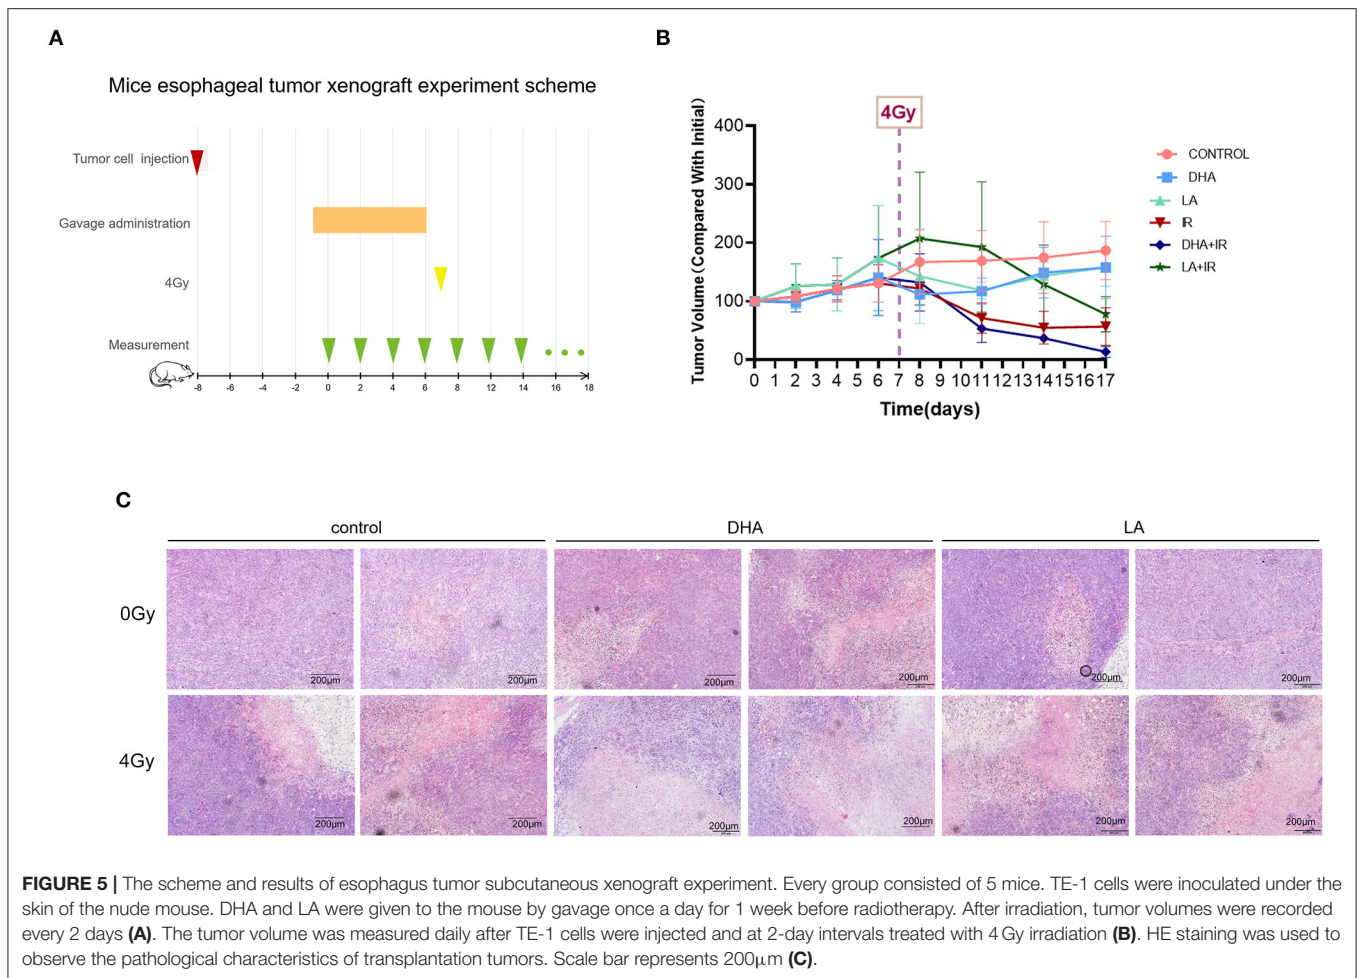 A
Mice esophageal tumor xenograft experiment scheme
Tumor cell injection
Gavage administration
4Gy
Measurement
-8 -6 -4 -2 0 2 4 6 8 10 12 14 16 18
B
4Gy
Tumor Volume (Compared With Initial)
400
300
200
100
0
0 1 2 3 4 5 6 7 8 9 10 11 12 13 14 15 16 17
Time(days)
CONTROL
DHA
LA
IR
DHA+IR
LA+IR
C
control DHA LA
0Gy
200μm 200μm 200μm 200μm 200μm 200μm
4Gy
200μm 200μm 200μm 200μm 200μm 200μm
FIGURE 5 | The scheme and results of esophagus tumor subcutaneous xenograft experiment. Every group consisted of 5 mice. TE-1 cells were inoculated under the
skin of the nude mouse. DHA and LA were given to the mouse by gavage once a day for 1 week before radiotherapy. After irradiation, tumor volumes were recorded
every 2 days (A). The tumor volume was measured daily after TE-1 cells were injected and at 2-day intervals treated with 4 Gy irradiation (B). HE staining was used to
observe the pathological characteristics of transplantation tumors. Scale bar represents 200μm (C).